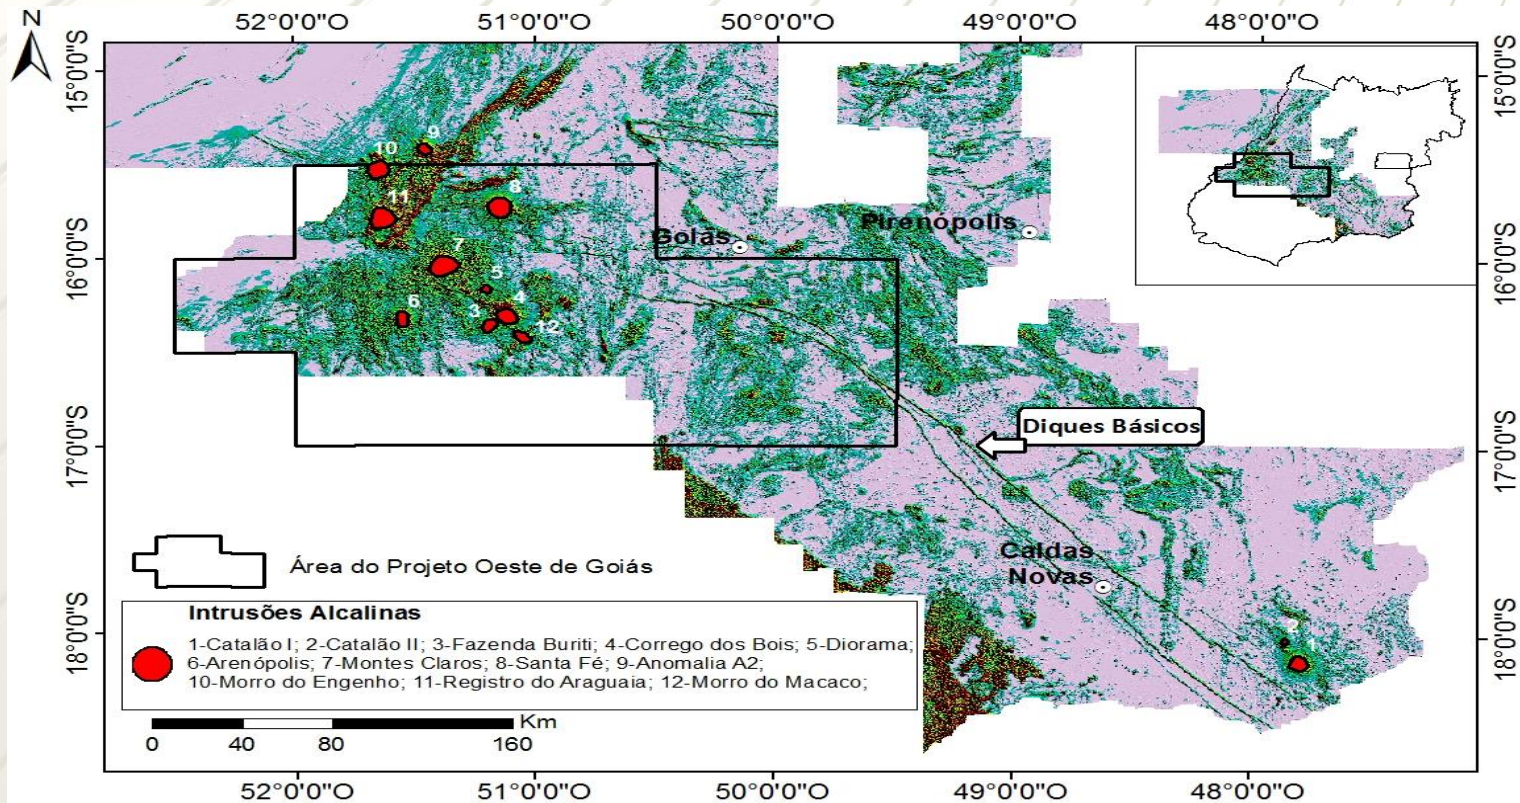 N
52°0'0"O 51°0'0"O 50°0'0"O 49°0'0"O 48°0'0"O
15°0'0"S 15°0'0"S
9
10
11
8
Goiás
Pirenópolis
16°0'0"S 16°0'0"S
7
5
6
4
3
12
Diques Básicos
17°0'0"S 17°0'0"S
Caldas
Novas
Área do Projeto Oeste de Goiás
Intrusões Alcalinas
1-Catalão I; 2-Catalão II; 3-Fazenda Buriti; 4-Corrego dos Bois; 5-Diorama;
6-Arenópolis; 7-Montes Claros; 8-Santa Fé; 9-Anomalia A2;
10-Morro do Engenho; 11-Registro do Araguaia; 12-Morro do Macaco;
2
1
18°0'0"S 18°0'0"S
Km
0 40 80 160
52°0'0"O 51°0'0"O 50°0'0"O 49°0'0"O 48°0'0"O